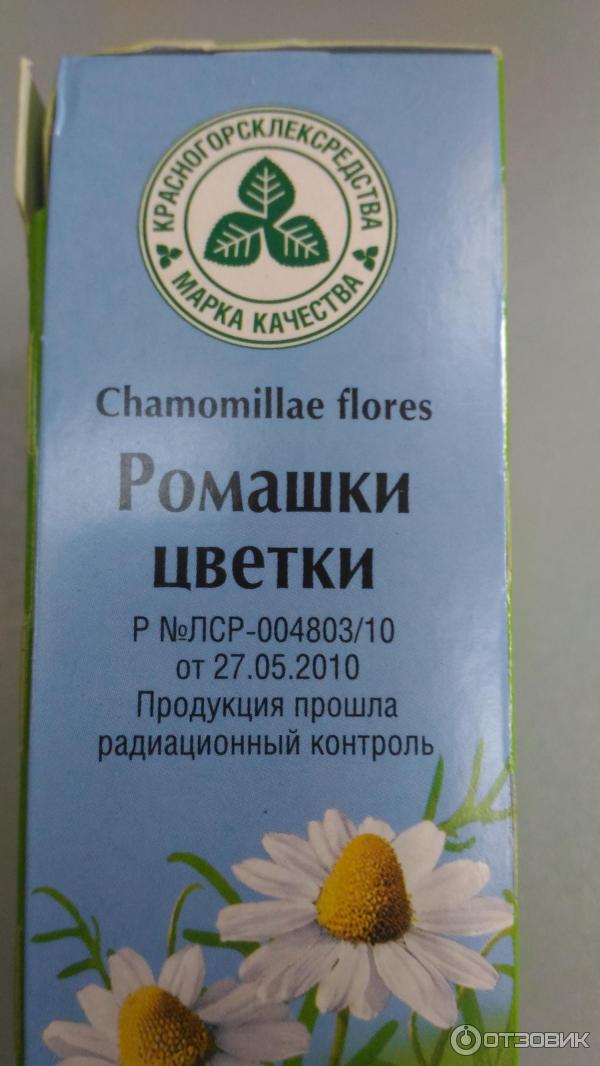 КРАСНОГОРСКЛЕКСРЕДСТВА
МАРКА КАЧЕСТВА
Chamomillae flores
Ромашки
цветки
Р №ЛСР-004803/10
от 27.05.2010
Продукция прошла
радиационный контроль
ОТЗОВИК